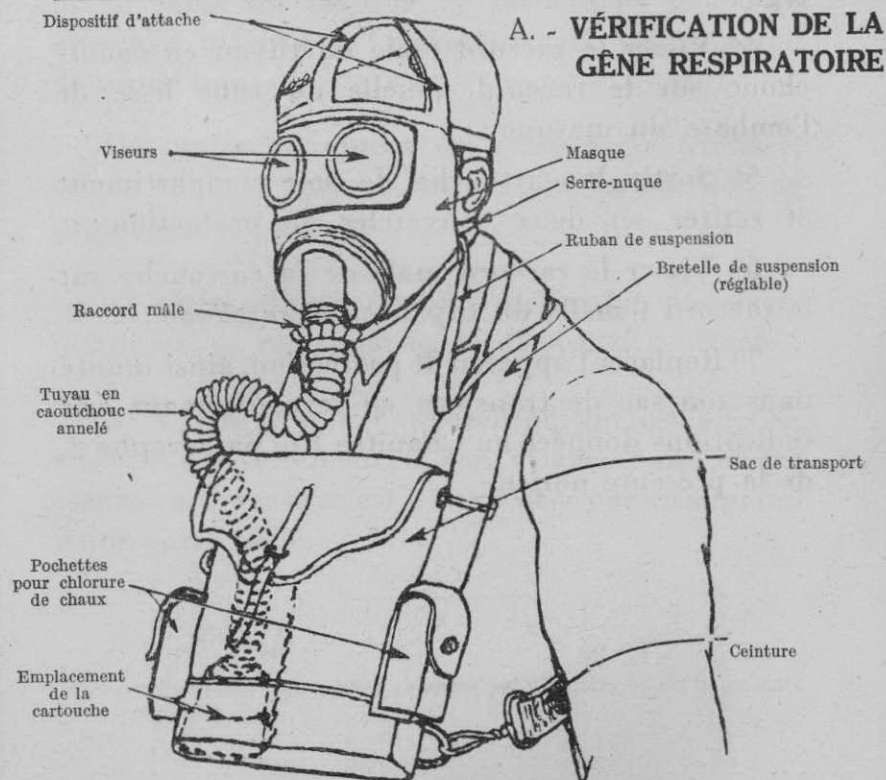 Dispositif d'attache
A. - VÉRIFICATION DE LA
GÊNE RESPIRATOIRE
Viseurs
Masque
Serre-nuque
Ruban de suspension
Bretelle de suspension
(réglable)
Raccord mâle
Tuyau en
caoutchouc
annelé
Sac de transport
Pochettes
pour chlorure
de chaux
Ceinture
Emplacement
de la
cartouche